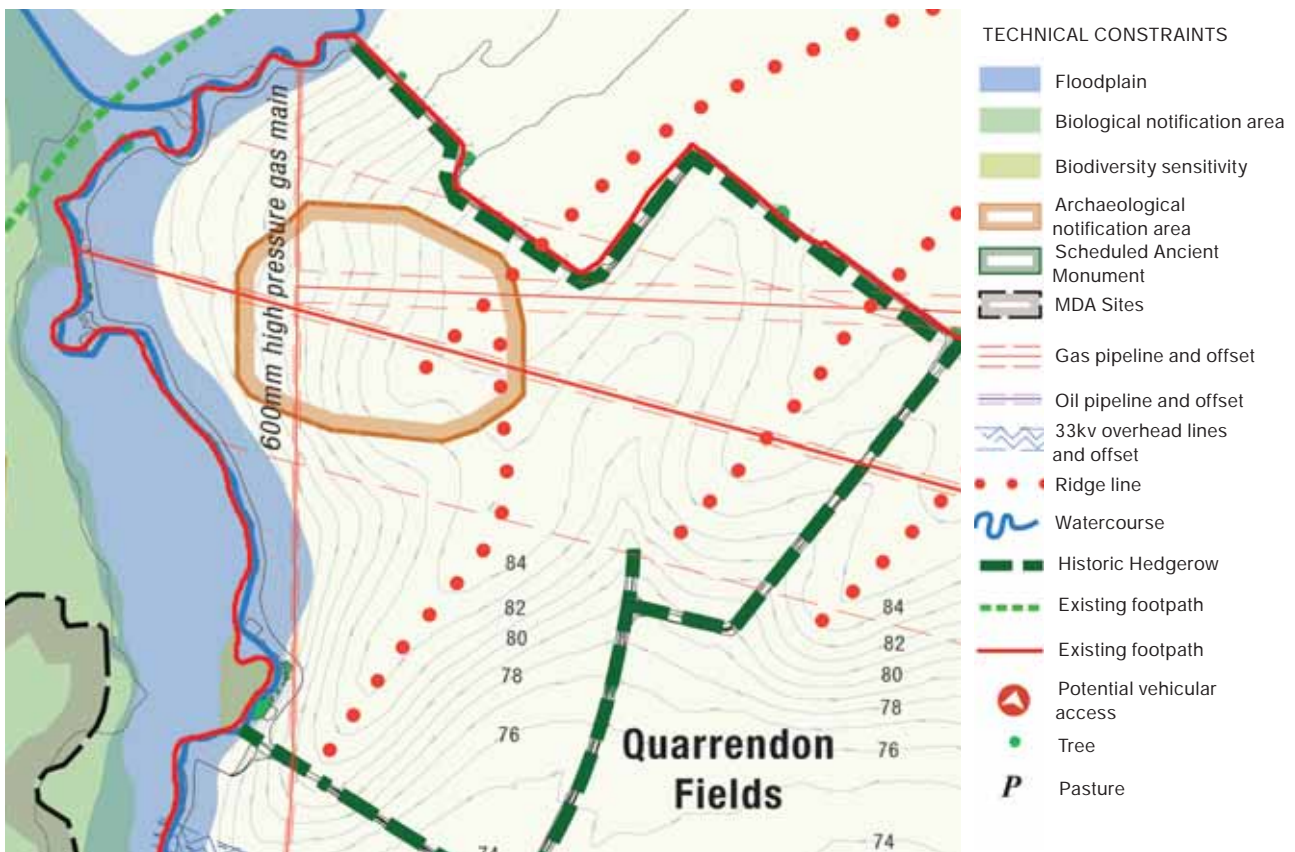 600mm high pressure gas main
84
82
80
78
76
84
82
80
78
76
74
74
Quarrendon
Fields
TECHNICAL CONSTRAINTS
Floodplain
Biological notification area
Biodiversity sensitivity
Archaeological
notification area
Scheduled Ancient
Monument
MDA Sites
Gas pipeline and offset
Oil pipeline and offset
33kv overhead lines
and offset
Ridge line
Watercourse
Historic Hedgerow
Existing footpath
Existing footpath
Potential vehicular
access
Tree
P
Pasture